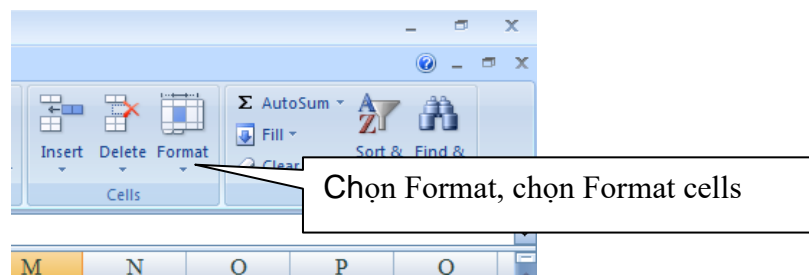 Σ AutoSum
Fill
Clear
Insert Delete Format
Sort & Find &
Cells
Chọn Format, chọn Format cells
M N O P Q